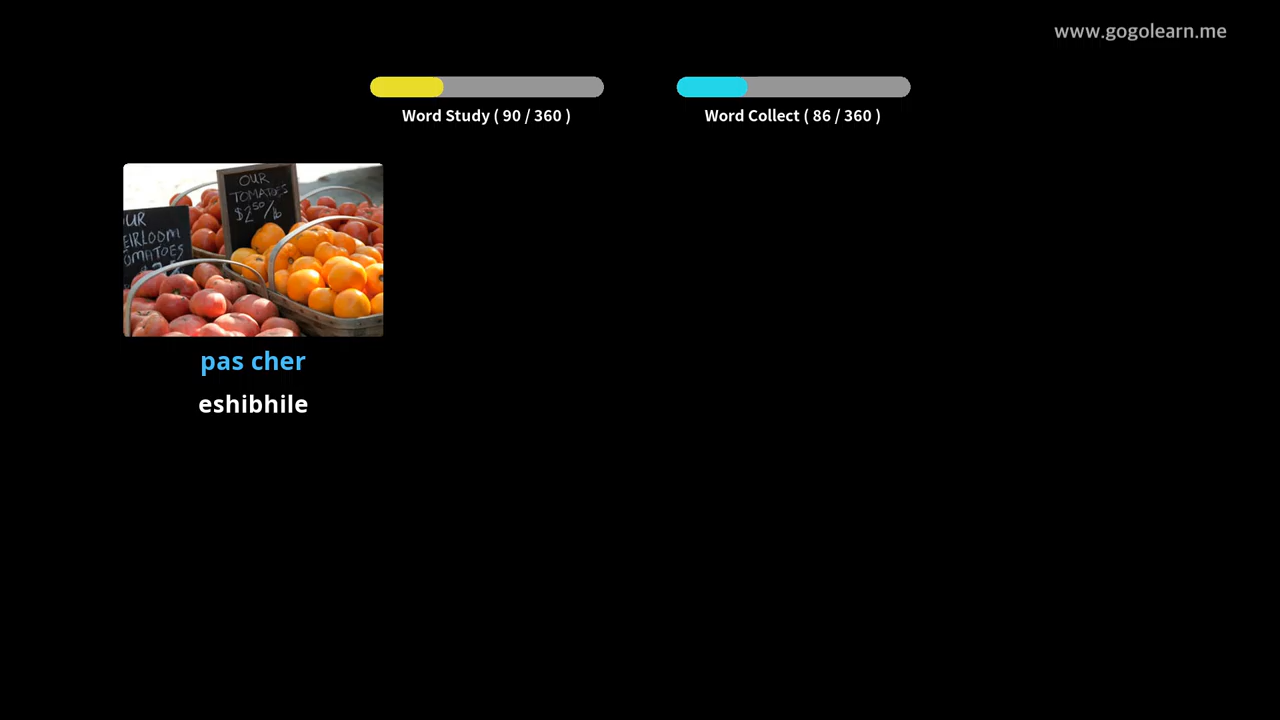 www.gogolearn.me
Word Study ( 90 / 360 )
Word Collect ( 86 / 360 )
OUR
TOMATOES
$2.50/lb
UR
EIRLOOM
OMATOES
pas cher
eshibhile